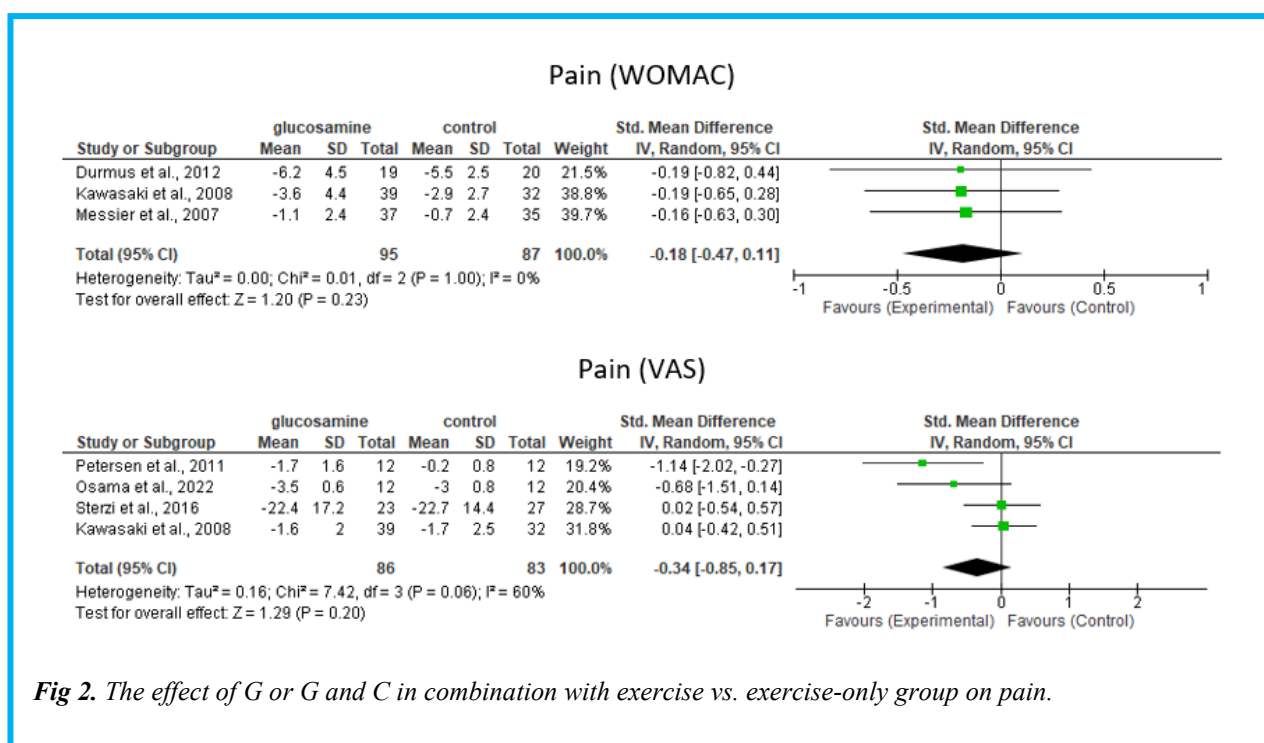 Pain (WOMAC)
glucosamine control Std. Mean Difference Std. Mean Difference
Study or Subgroup Mean SD Total Mean SD Total Weight IV, Random, 95% CI IV, Random, 95% CI
Durmus et al., 2012 -6.2 4.5 19 -5.5 2.5 20 21.5% -0.19 [-0.82, 0.44]
Kawasaki et al., 2008 -3.6 4.4 39 -2.9 2.7 32 38.8% -0.19 [-0.65, 0.28]
Messier et al., 2007 -1.1 2.4 37 -0.7 2.4 35 39.7% -0.16 [-0.63, 0.30]
Total (95% CI) 95 87 100.0% -0.18 [-0.47, 0.11]
Heterogeneity: Tau² = 0.00; Chi² = 0.01, df = 2 (P = 1.00); I² = 0%
Test for overall effect: Z = 1.20 (P = 0.23)
-1 -0.5 0 0.5 1
Favours (Experimental) Favours (Control)
Pain (VAS)
glucosamine control Std. Mean Difference Std. Mean Difference
Study or Subgroup Mean SD Total Mean SD Total Weight IV, Random, 95% CI IV, Random, 95% CI
Petersen et al., 2011 -1.7 1.6 12 -0.2 0.8 12 19.2% -1.14 [-2.02, -0.27]
Osama et al., 2022 -3.5 0.6 12 -3 0.8 12 20.4% -0.68 [-1.51, 0.14]
Sterzi et al., 2016 -22.4 17.2 23 -22.7 14.4 27 28.7% 0.02 [-0.54, 0.57]
Kawasaki et al., 2008 -1.6 2 39 -1.7 2.5 32 31.8% 0.04 [-0.42, 0.51]
Total (95% CI) 86 83 100.0% -0.34 [-0.85, 0.17]
Heterogeneity: Tau² = 0.16; Chi² = 7.42, df = 3 (P = 0.06); I² = 60%
Test for overall effect: Z = 1.29 (P = 0.20)
-2 -1 0 1 2
Favours (Experimental) Favours (Control)
Fig 2. The effect of G or G and C in combination with exercise vs. exercise-only group on pain.